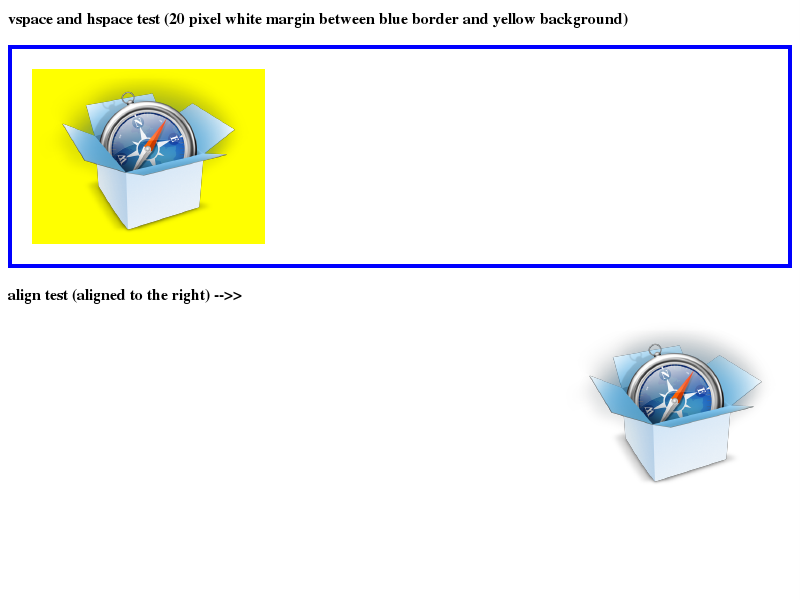 vspace and hspace test (20 pixel white margin between blue border and yellow background)
align test (aligned to the right) -->>